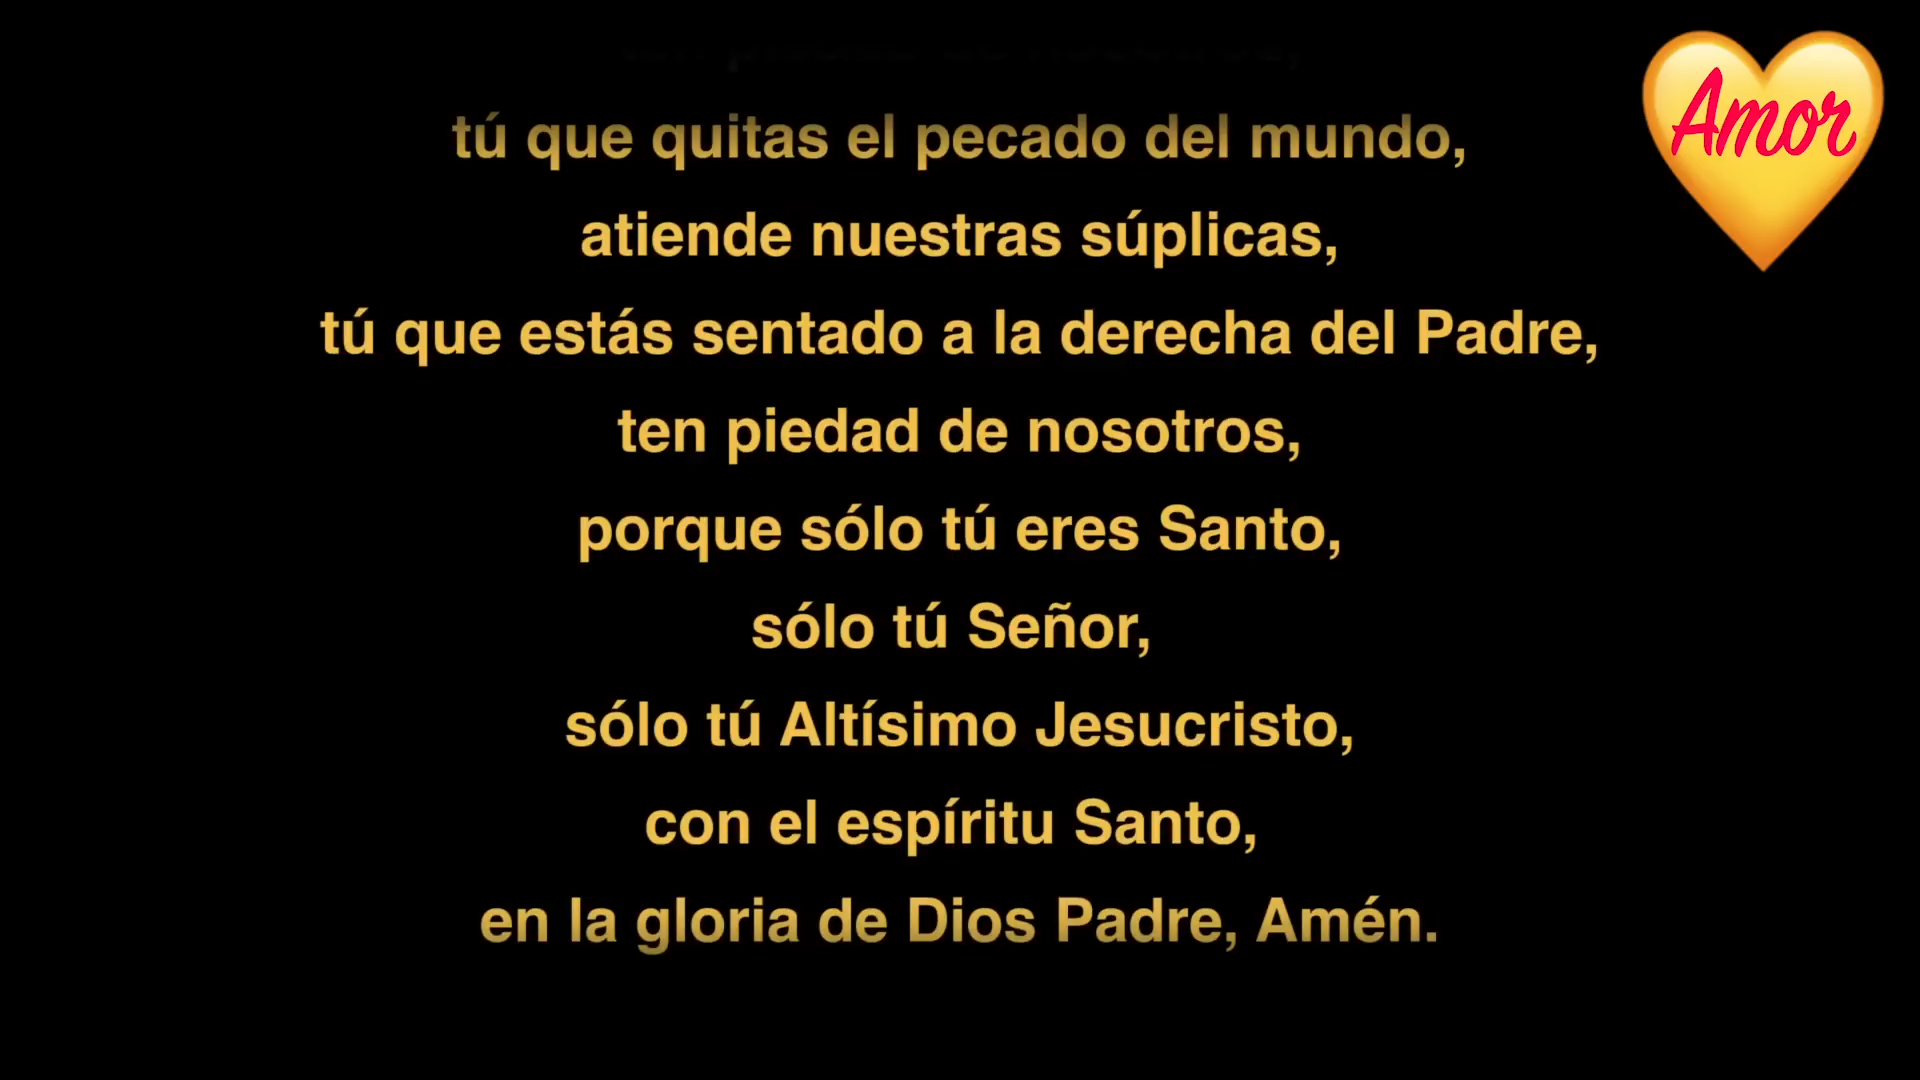 tú que quitas el pecado del mundo,
atiende nuestras súplicas,
tú que estás sentado a la derecha del Padre,
ten piedad de nosotros,
porque sólo tú eres Santo,
sólo tú Señor,
sólo tú Altísimo Jesucristo,
con el espíritu Santo,
en la gloria de Dios Padre, Amén.
Amor